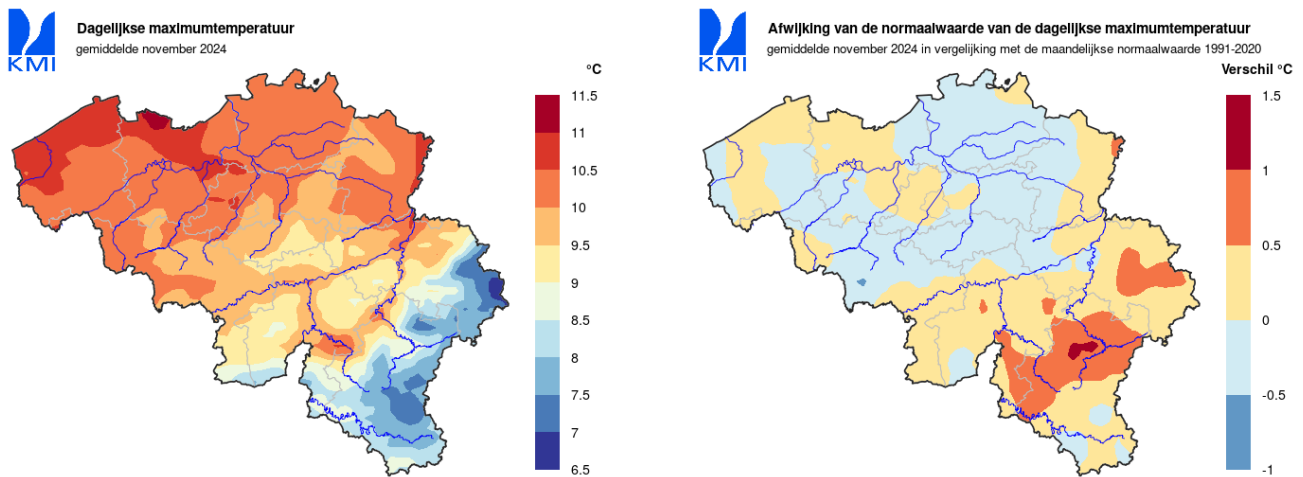 Dagelijkse maximumtemperatuur
gemiddelde november 2024
KMI
°C
11.5
11
10.5
10
9.5
9
8.5
8
7.5
7
6.5
Afwijking van de normaalwaarde van de dagelijkse maximumtemperatuur
gemiddelde november 2024 in vergelijking met de maandelijkse normaalwaarde 1991-2020
KMI
Verschil °C
1.5
1
0.5
0
-0.5
-1